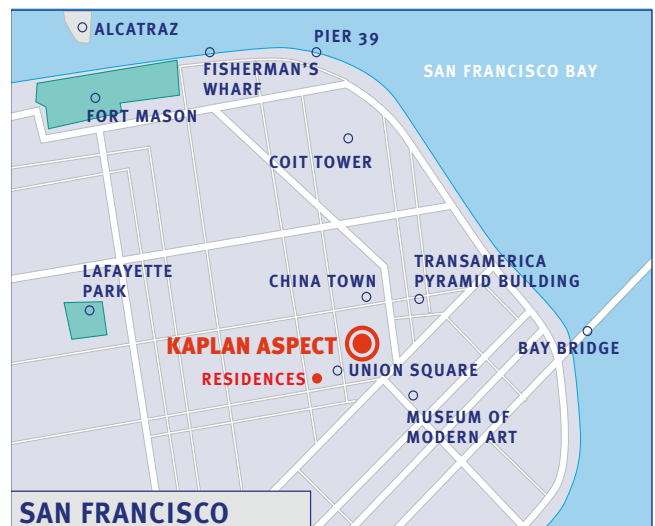 ALCATRAZ
PIER 39
FISHERMAN'S
WHARF
SAN FRANCISCO BAY
FORT MASON
COIT TOWER
LAFAYETTE
PARK
CHINA TOWN
TRANSAMERICA
PYRAMID BUILDING
KAPLAN ASPECT
BAY BRIDGE
RESIDENCES
UNION SQUARE
MUSEUM OF
MODERN ART
SAN FRANCISCO